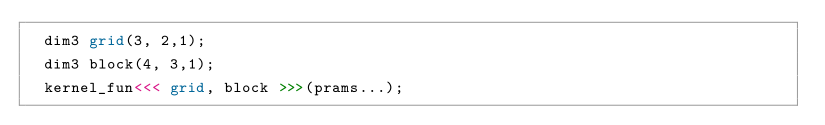 dim3 grid(3, 2,1);
dim3 block(4, 3,1);
kernel_fun<<< grid, block >>>(prams...);